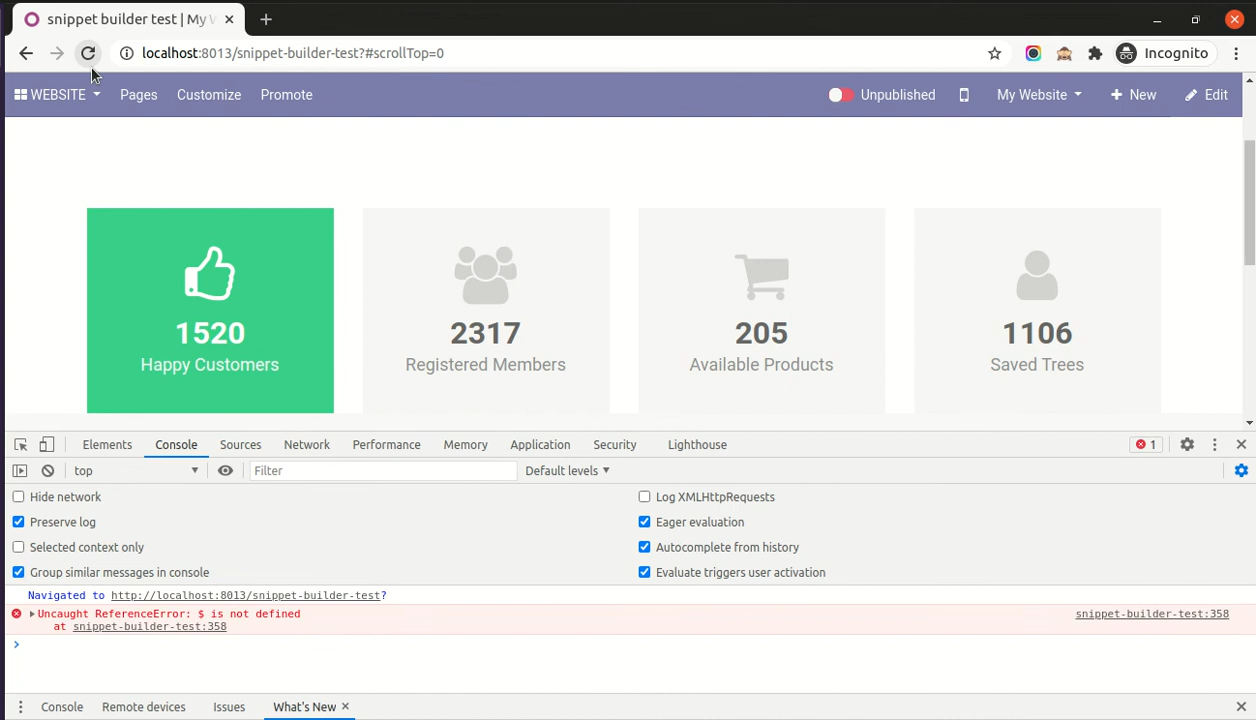 snippet builder test | My W
localhost:8013/snippet-builder-test?#scrollTop=0
Incognito
WEBSITE Pages Customize Promote Unpublished My Website New Edit
1520 2317 205 1106
Happy Customers Registered Members Available Products Saved Trees
Elements Console Sources Network Performance Memory Application Security Lighthouse 1
top Filter Default levels
Hide network Log XMLHttpRequests
Preserve log Eager evaluation
Selected context only Autocomplete from history
Group similar messages in console Evaluate triggers user activation
Navigated to http://localhost:8013/snippet-builder-test?
Uncaught ReferenceError: $ is not defined snippet-builder-test:358
at snippet-builder-test:358
Console Remote devices Issues What's New